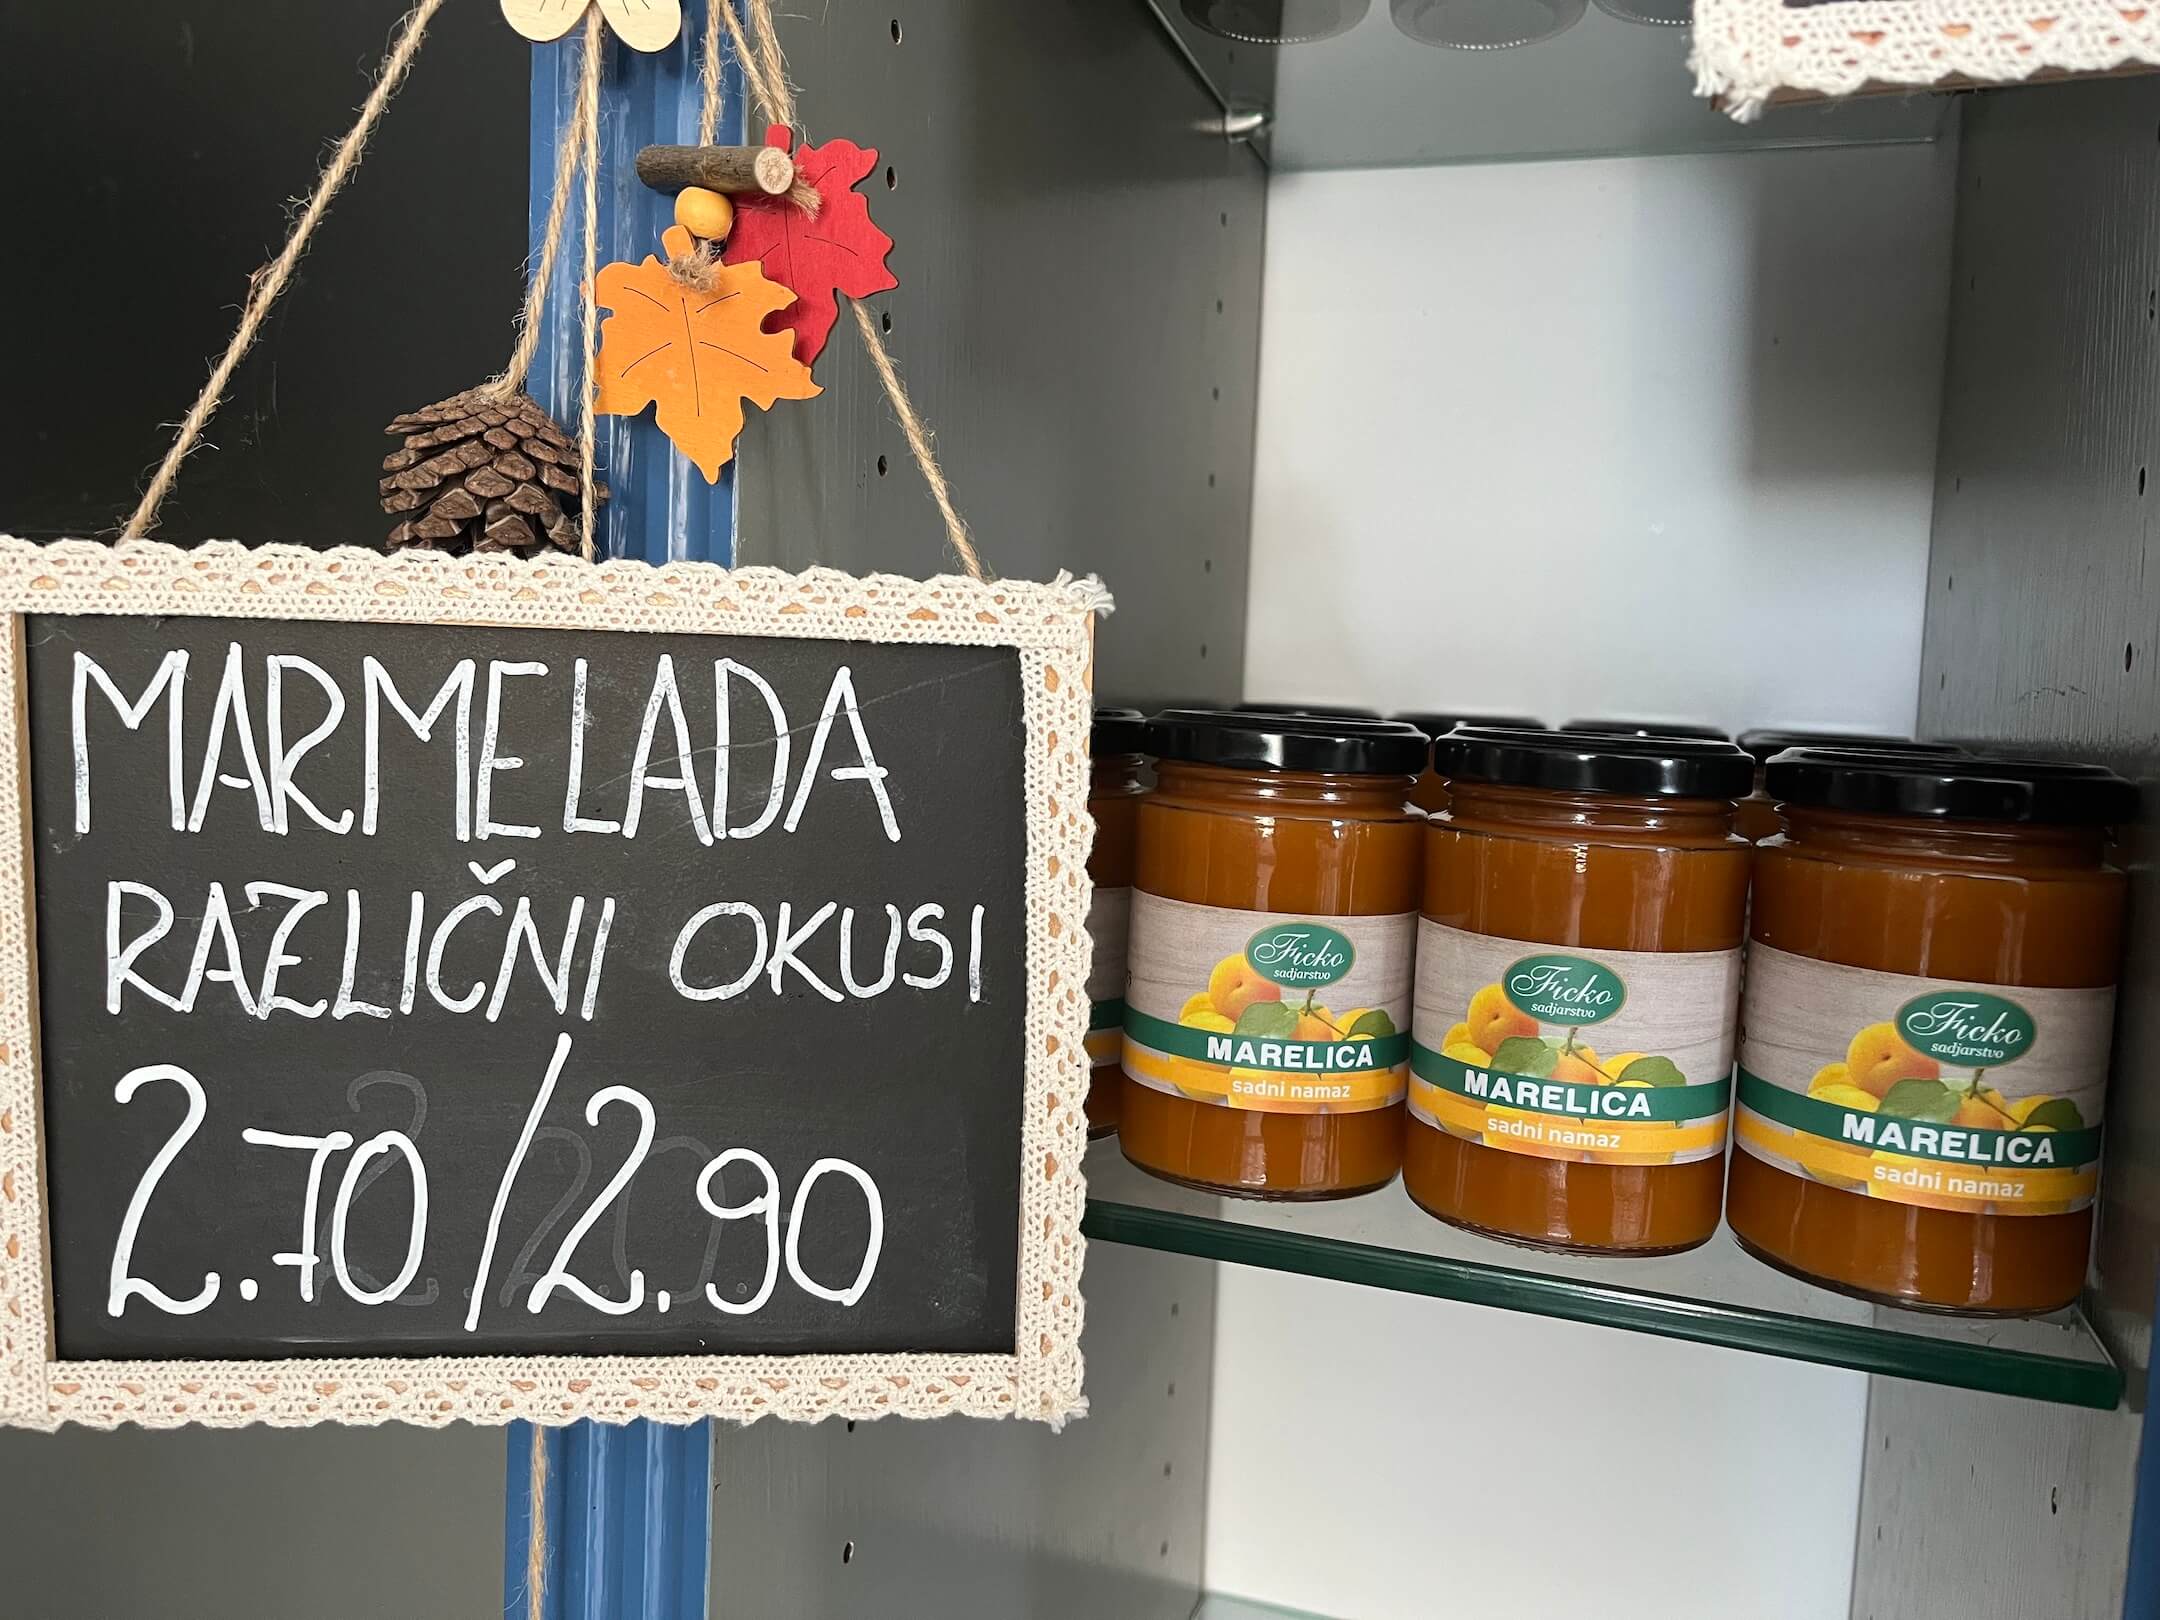 MARMELADA
RAZLIČNI OKUSI
2.70/2.90
Ficko
sadjarstvo
MARELICA
sadni namaz
Ficko
sadjarstvo
MARELICA
sadni namaz
Ficko
sadjarstvo
MARELICA
sadni namaz